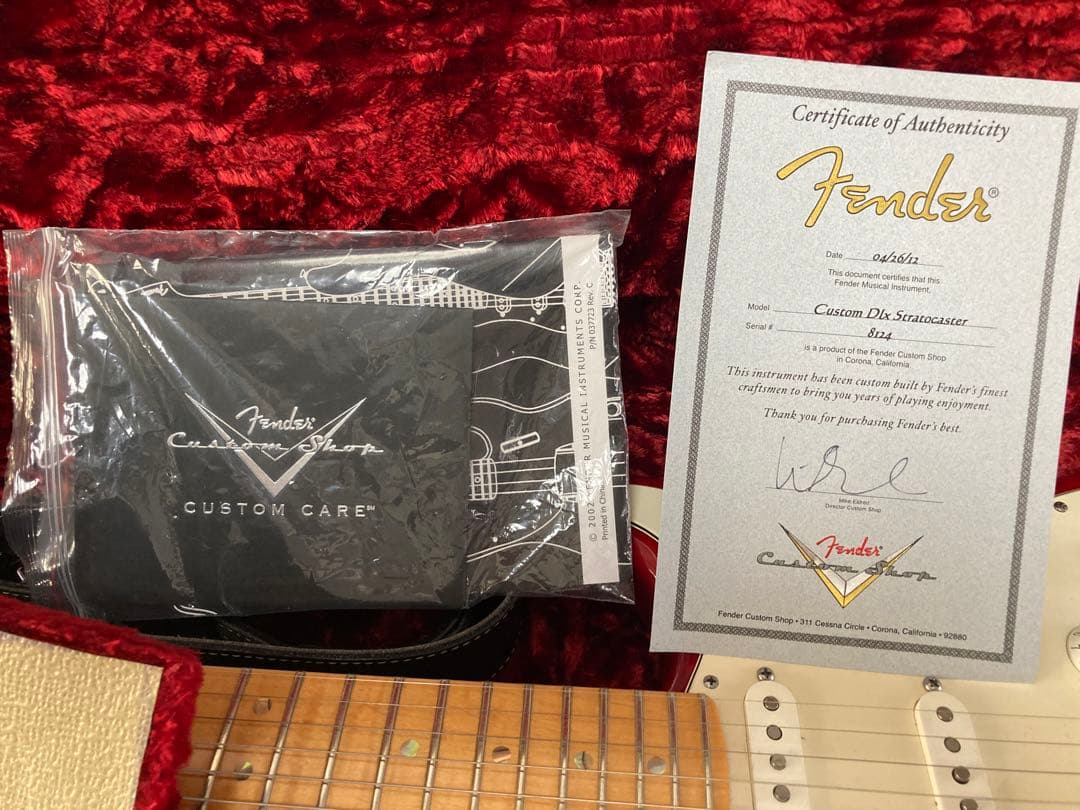 Certificate of Authenticity
Fender®
Date 04/26/12
This document certifies that this
Fender Musical Instrument,
Model Custom Dlx Stratocaster
Serial # 8124
is a product of the Fender Custom Shop
in Corona, California
This instrument has been custom built by Fender's finest
craftsmen to bring you years of playing enjoyment.
Thank you for purchasing Fender's best.
Mike Eldred
Director Custom Shop
Fender
Custom Shop
Fender Custom Shop • 311 Cessna Circle • Corona, California • 92880
Fender
Custom Shop
CUSTOM CARE℠
© 2002 MUSICAL INSTRUMENTS CORP.
P/N 037723 Rev. C
Printed in